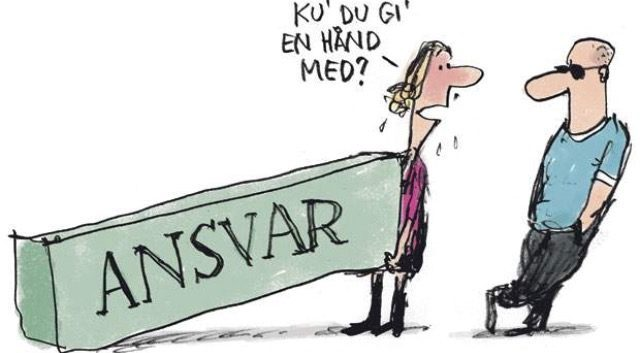 KU' DU GI'
EN HÅND
MED?
ANSVAR